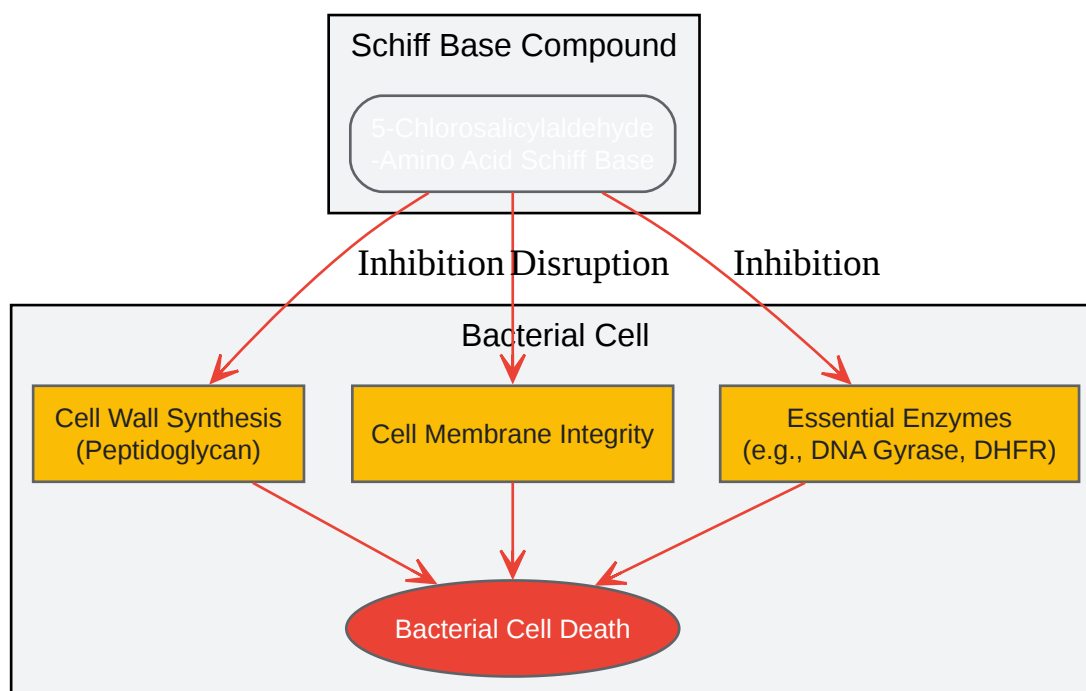 Schiff Base Compound
5-Chlorosalicylaldehyde
-Amino Acid Schiff Base
Inhibition
Disruption
Inhibition
Bacterial Cell
Cell Wall Synthesis
(Peptidoglycan)
Cell Membrane Integrity
Essential Enzymes
(e.g., DNA Gyrase, DHFR)
Bacterial Cell Death